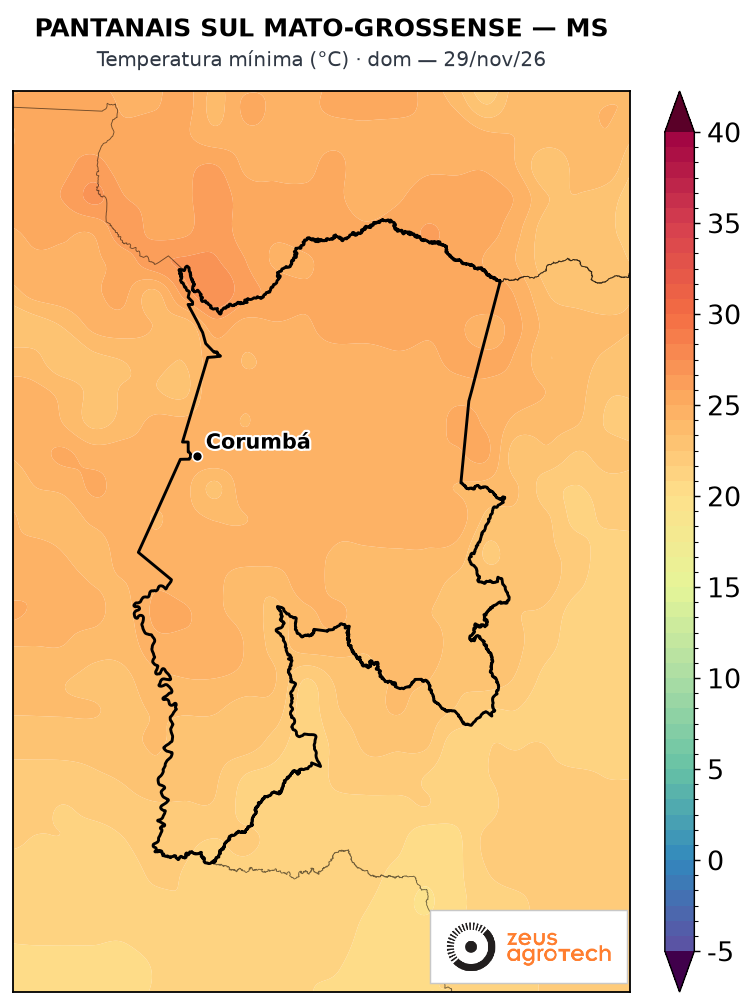 PANTANAIS SUL MATO-GROSSENSE — MS
Temperatura mínima (°C) · dom — 29/nov/26
Corumbá
40
35
30
25
20
15
10
5
0
-5
zeus
agrotech